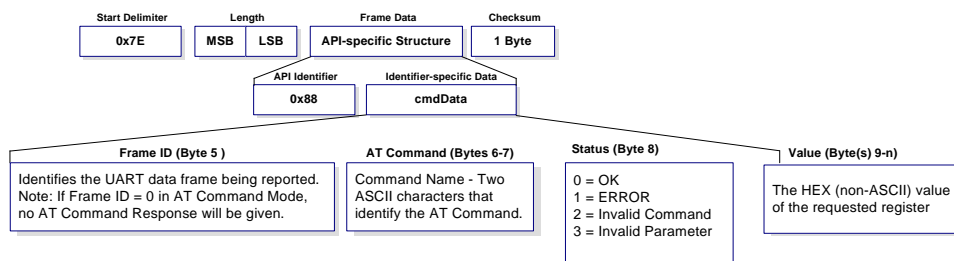 Start Delimiter Length Frame Data Checksum
0x7E MSB LSB API-specific Structure 1 Byte
API Identifier Identifier-specific Data
0x88 cmdData
Frame ID (Byte 5 )
Identifies the UART data frame being reported.
Note: If Frame ID = 0 in AT Command Mode,
no AT Command Response will be given.
AT Command (Bytes 6-7)
Command Name - Two
ASCII characters that
identify the AT Command.
Status (Byte 8)
0 = OK
1 = ERROR
2 = Invalid Command
3 = Invalid Parameter
Value (Byte(s) 9-n)
The HEX (non-ASCII) value
of the requested register